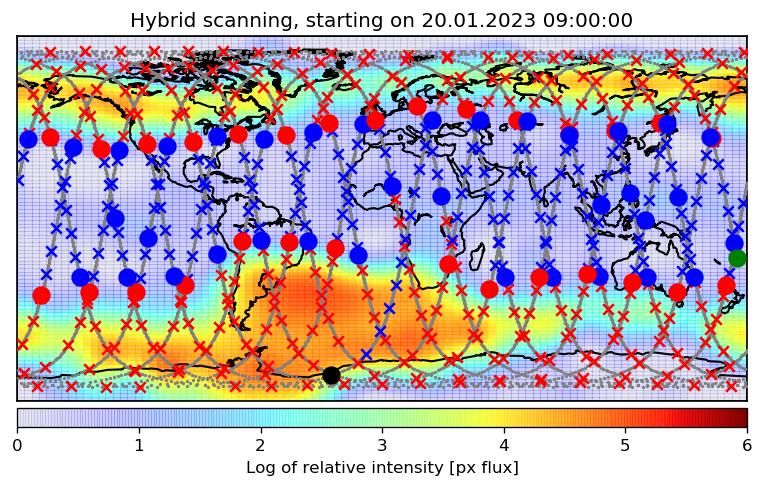 Hybrid scanning, starting on 20.01.2023 09:00:00
0 1 2 3 4 5 6
Log of relative intensity [px flux]